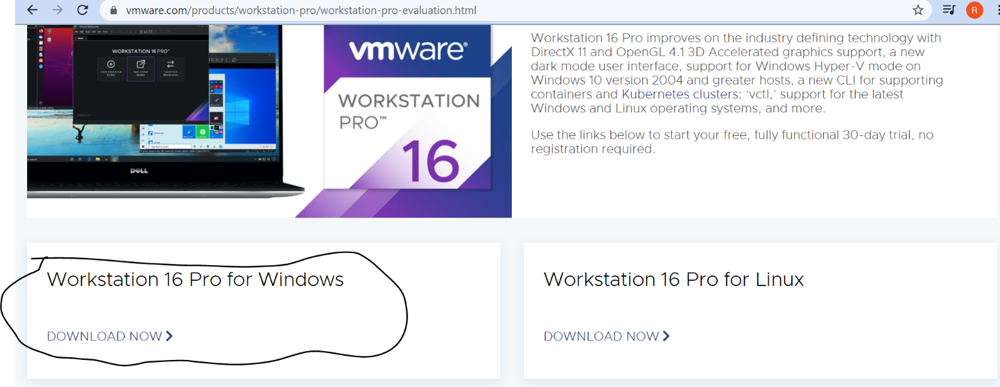 vmware.com/products/workstation-pro/workstation-pro-evaluation.html
R
WORKSTATION 16 PRO™
DELL
vmware®
WORKSTATION
PRO™
16
Workstation 16 Pro improves on the industry defining technology with
DirectX 11 and OpenGL 4.1 3D Accelerated graphics support, a new
dark mode user interface, support for Windows Hyper-V mode on
Windows 10 version 2004 and greater hosts, a new CLI for supporting
containers and Kubernetes clusters: ‘vctl,’ support for the latest
Windows and Linux operating systems, and more.
Use the links below to start your free, fully functional 30-day trial, no
registration required.
Workstation 16 Pro for Windows
DOWNLOAD NOW
Workstation 16 Pro for Linux
DOWNLOAD NOW